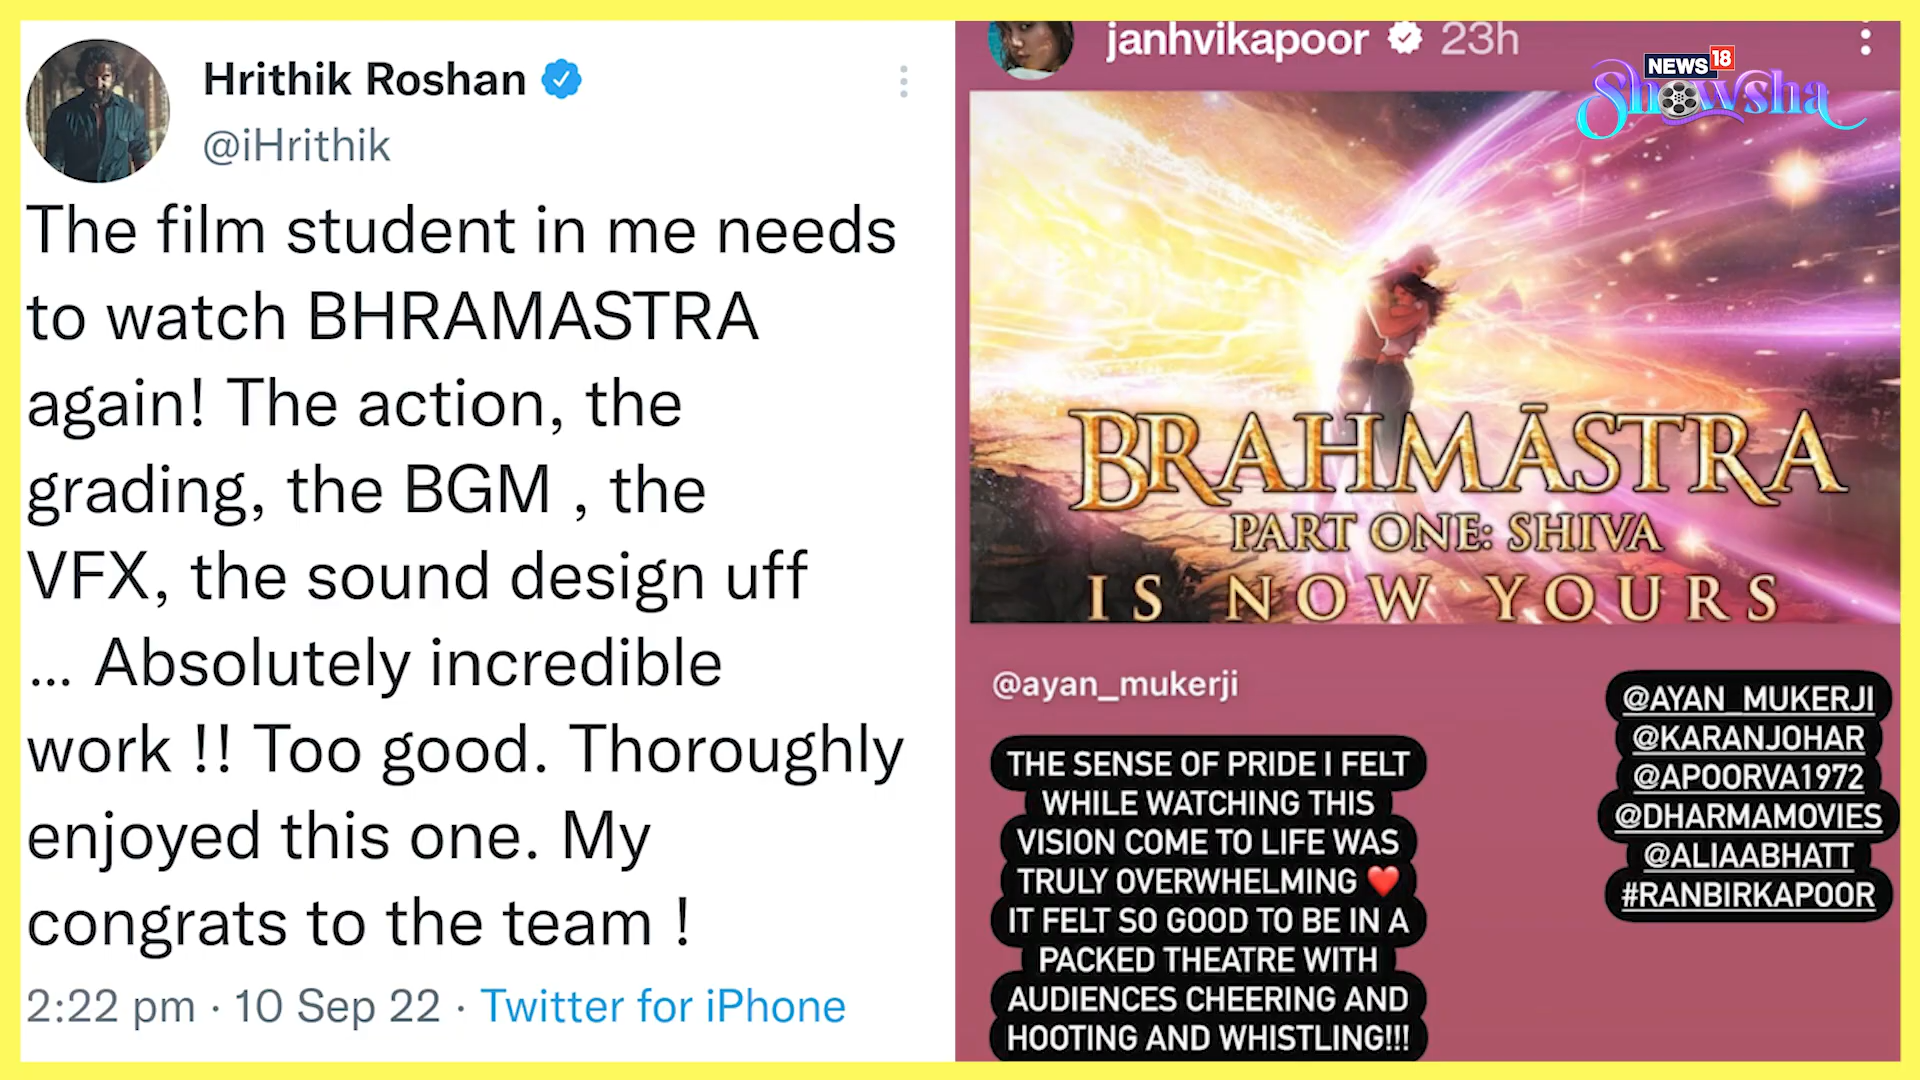 Hrithik Roshan
@iHrithik
The film student in me needs
to watch BHRAMASTRA
again! The action, the
grading, the BGM , the
VFX, the sound design uff
... Absolutely incredible
work !! Too good. Thoroughly
enjoyed this one. My
congrats to the team !
2:22 pm · 10 Sep 22 · Twitter for iPhone
janhvikapoor 23h
NEWS 18
Showsha
BRAHMĀSTRA
PART ONE: SHIVA
IS NOW YOURS
@ayan_mukerji
THE SENSE OF PRIDE I FELT
WHILE WATCHING THIS
VISION COME TO LIFE WAS
TRULY OVERWHELMING ❤️
IT FELT SO GOOD TO BE IN A
PACKED THEATRE WITH
AUDIENCES CHEERING AND
HOOTING AND WHISTLING!!!
@AYAN_MUKERJI
@KARANJOHAR
@APOORVA1972
@DHARMAMOVIES
@ALIAABHATT
#RANBIRKAPOOR